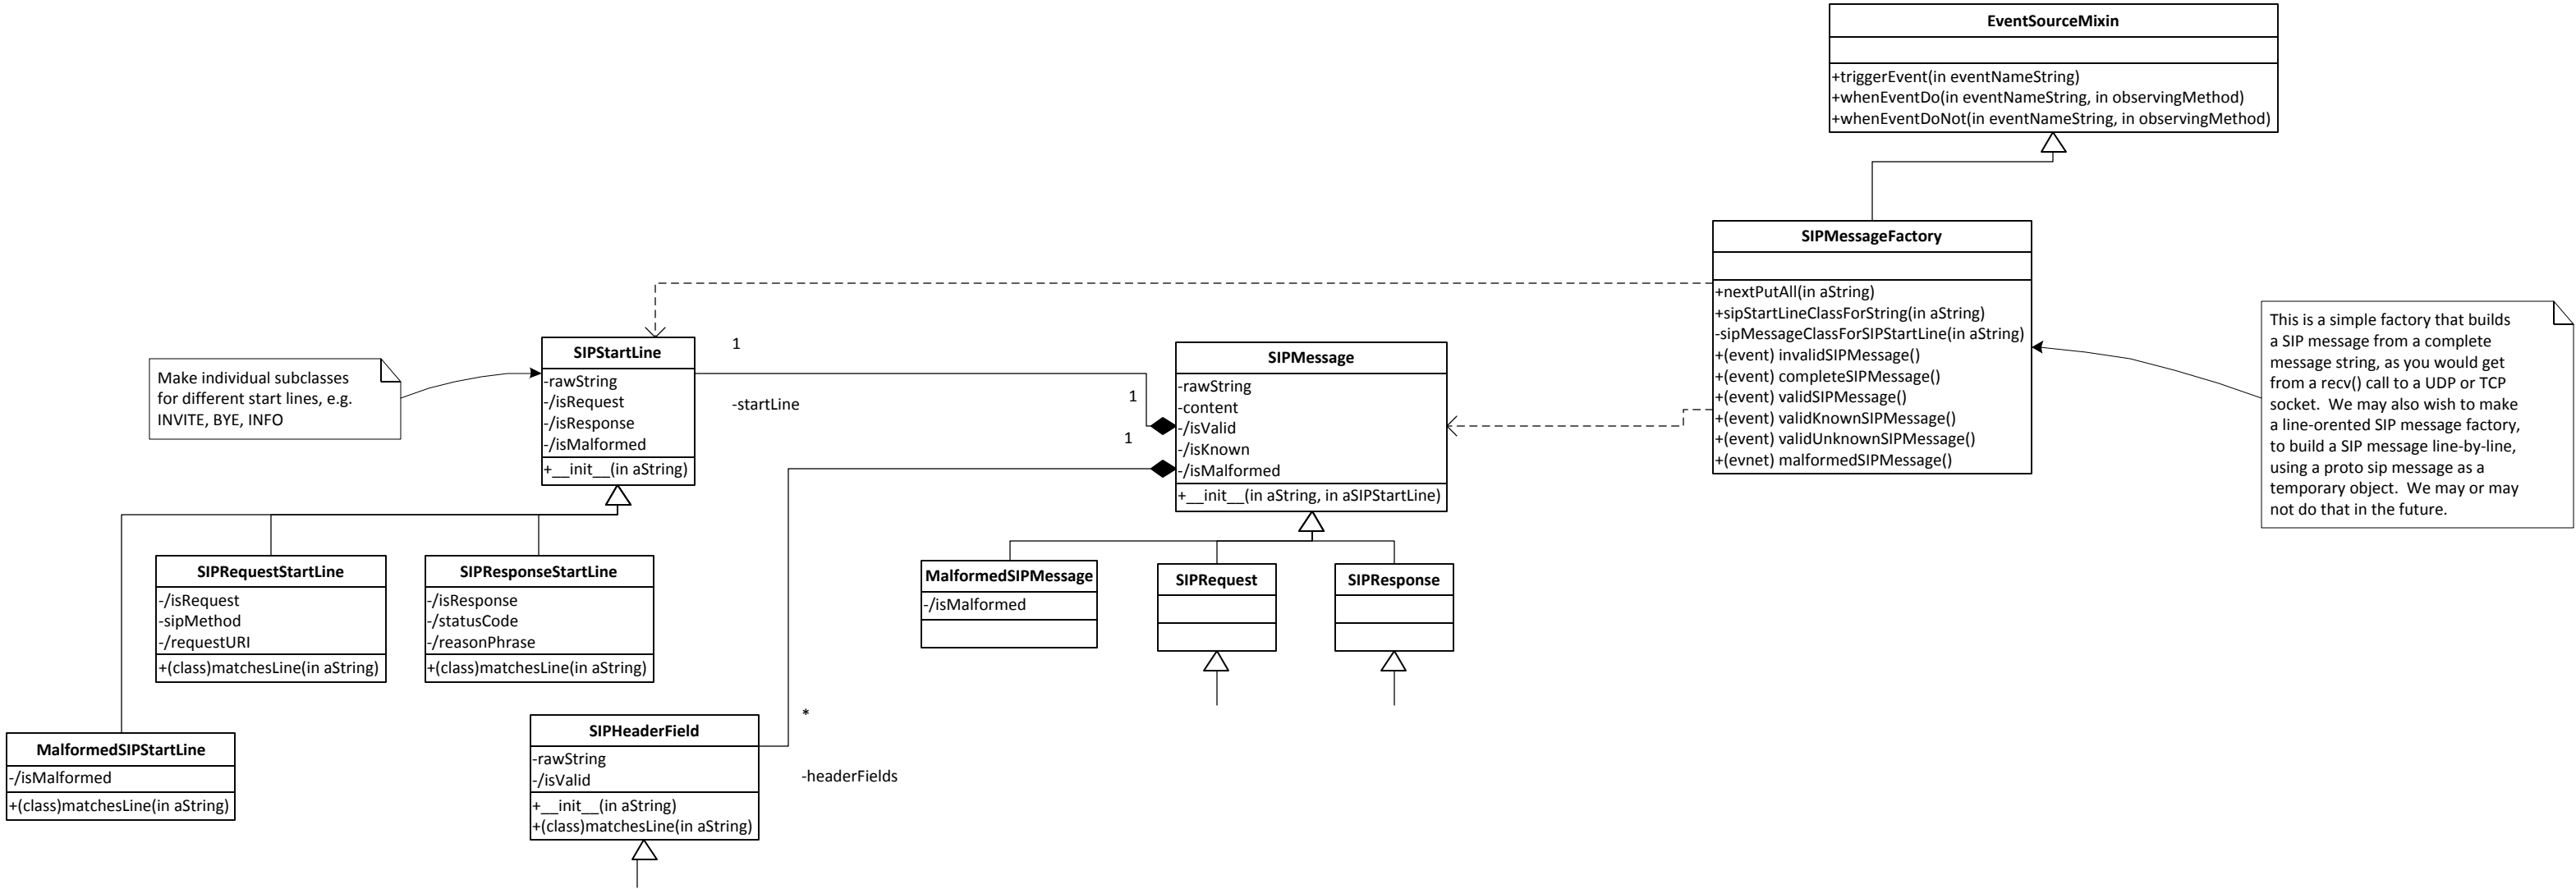 EventSourceMixin
+triggerEvent(in eventNameString)
+whenEventDo(in eventNameString, in observingMethod)
+whenEventDoNot(in eventNameString, in observingMethod)
SIPMessageFactory
+nextPutAll(in aString)
+sipStartLineClassForString(in aString)
-sipMessageClassForSIPStartLine(in aString)
+(event) invalidSIPMessage()
+(event) completeSIPMessage()
+(event) validSIPMessage()
+(event) validKnownSIPMessage()
+(event) validUnknownSIPMessage()
+(evnet) malformedSIPMessage()
This is a simple factory that builds
a SIP message from a complete
message string, as you would get
from a recv() call to a UDP or TCP
socket.  We may also wish to make
a line-orented SIP message factory,
to build a SIP message line-by-line,
using a proto sip message as a
temporary object.  We may or may
not do that in the future.
Make individual subclasses
for different start lines, e.g.
INVITE, BYE, INFO
SIPStartLine
-rawString
-/isRequest
-/isResponse
-/isMalformed
+__init__(in aString)
1
-startLine
1
1
SIPMessage
-rawString
-content
-/isValid
-/isKnown
-/isMalformed
+__init__(in aString, in aSIPStartLine)
SIPRequestStartLine
-/isRequest
-sipMethod
-/requestURI
+(class)matchesLine(in aString)
SIPResponseStartLine
-/isResponse
-/statusCode
-/reasonPhrase
+(class)matchesLine(in aString)
MalformedSIPMessage
-/isMalformed
SIPRequest
SIPResponse
MalformedSIPStartLine
-/isMalformed
+(class)matchesLine(in aString)
SIPHeaderField
-rawString
-/isValid
+__init__(in aString)
+(class)matchesLine(in aString)
*
-headerFields